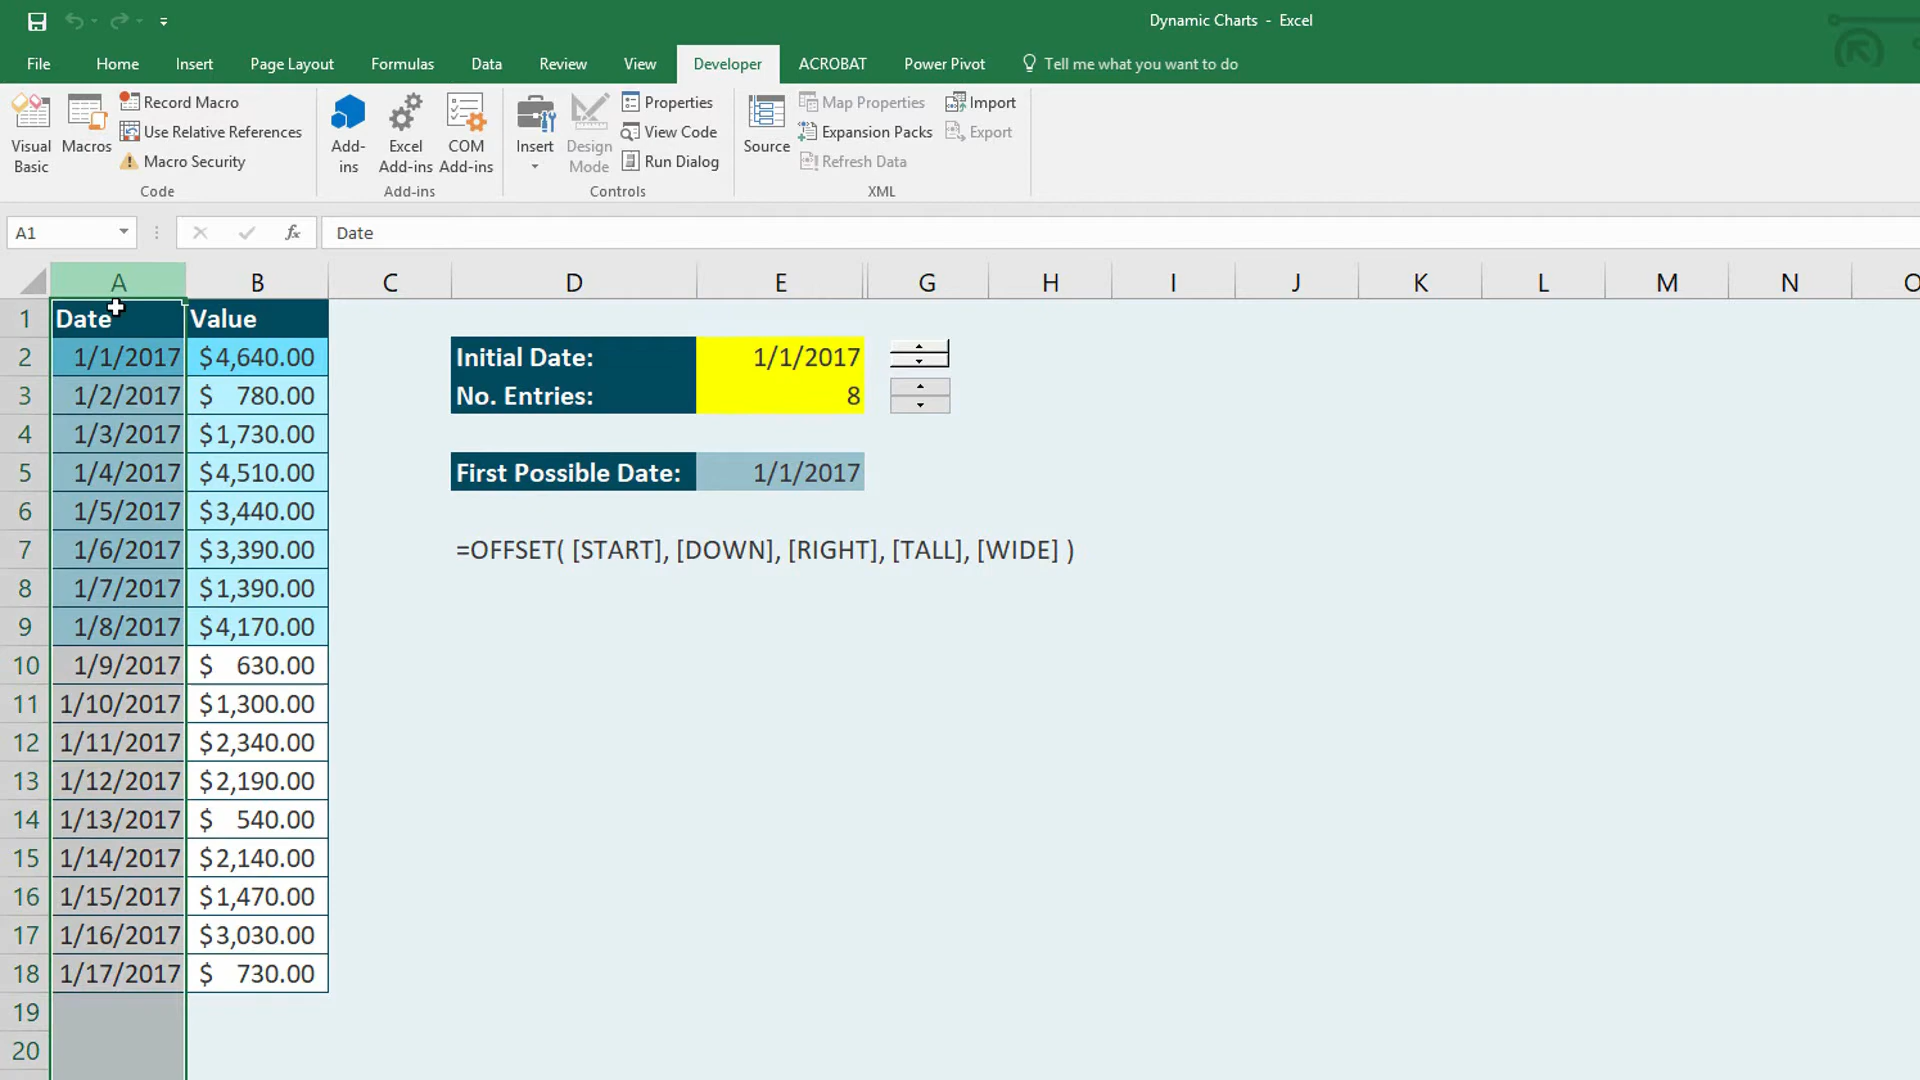 Dynamic Charts - Excel
File Home Insert Page Layout Formulas Data Review View Developer ACROBAT Power Pivot Tell me what you want to do
Visual Basic
Macros
Record Macro
Use Relative References
Macro Security
Code
Add-ins
Excel Add-ins
COM Add-ins
Add-ins
Insert
Design Mode
Properties
View Code
Run Dialog
Controls
Source
Map Properties
Expansion Packs
Refresh Data
Import
Export
XML
A1 fx Date
A B C D E G H I J K L M N O
1 Date Value
2 1/1/2017 $4,640.00 Initial Date: 1/1/2017
3 1/2/2017 $ 780.00 No. Entries: 8
4 1/3/2017 $1,730.00
5 1/4/2017 $4,510.00 First Possible Date: 1/1/2017
6 1/5/2017 $3,440.00
7 1/6/2017 $3,390.00 =OFFSET( [START], [DOWN], [RIGHT], [TALL], [WIDE] )
8 1/7/2017 $1,390.00
9 1/8/2017 $4,170.00
10 1/9/2017 $ 630.00
11 1/10/2017 $1,300.00
12 1/11/2017 $2,340.00
13 1/12/2017 $2,190.00
14 1/13/2017 $ 540.00
15 1/14/2017 $2,140.00
16 1/15/2017 $1,470.00
17 1/16/2017 $3,030.00
18 1/17/2017 $ 730.00
19
20